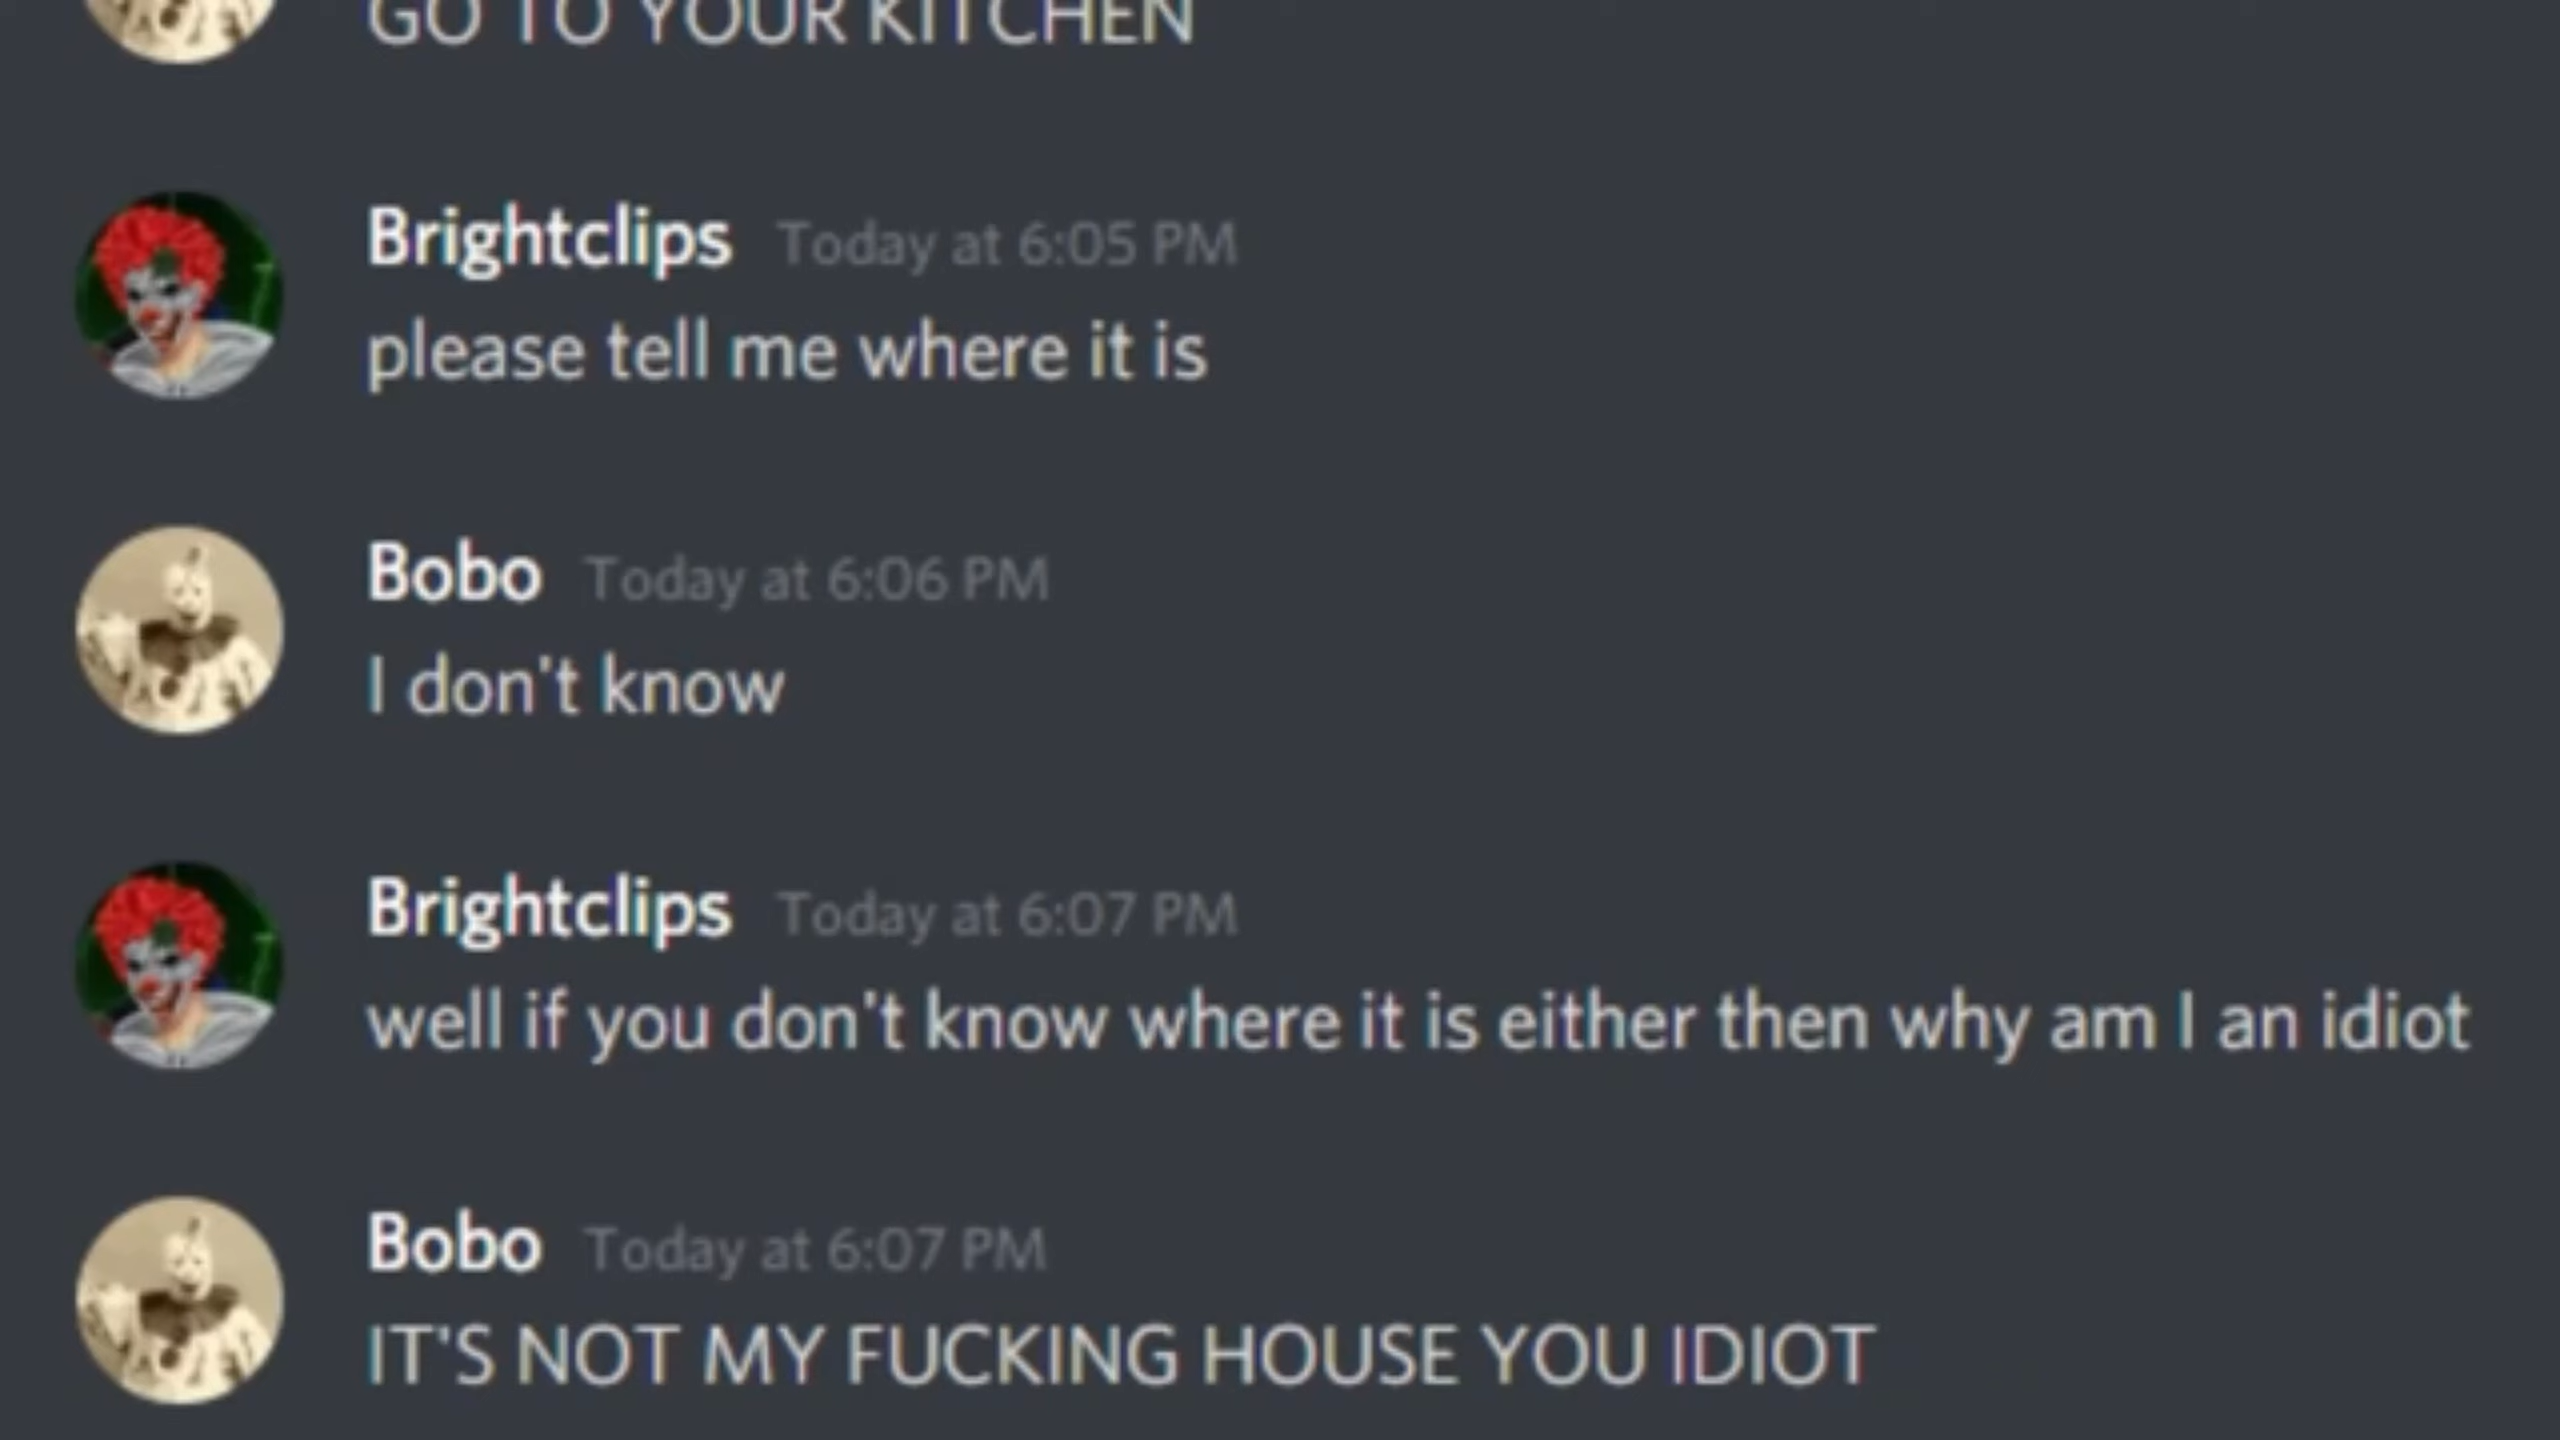 GO TO YOUR KITCHEN
Brightclips Today at 6:05 PM
please tell me where it is
Bobo Today at 6:06 PM
I don't know
Brightclips Today at 6:07 PM
well if you don't know where it is either then why am I an idiot
Bobo Today at 6:07 PM
IT'S NOT MY FUCKING HOUSE YOU IDIOT